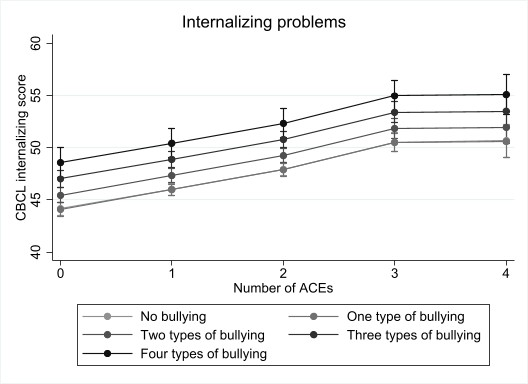 Internalizing problems
60
55
50
45
40
CBCL internalizing score
0 1 2 3 4
Number of ACEs
No bullying One type of bullying
Two types of bullying Three types of bullying
Four types of bullying